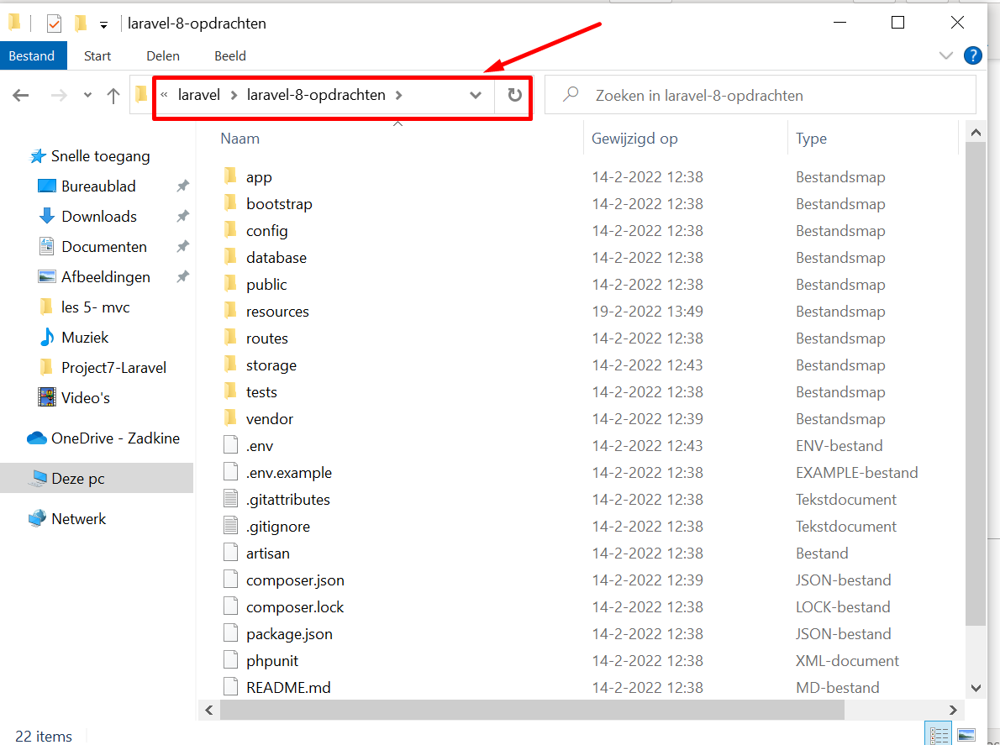 laravel-8-opdrachten
Bestand Start Delen Beeld ?
« laravel > laravel-8-opdrachten > Zoeken in laravel-8-opdrachten
Naam Gewijzigd op Type
Snelle toegang
Bureaublad
Downloads
Documenten
Afbeeldingen
les 5- mvc
Muziek
Project7-Laravel
Video's
OneDrive - Zadkine
Deze pc
Netwerk
app 14-2-2022 12:38 Bestandsmap
bootstrap 14-2-2022 12:38 Bestandsmap
config 14-2-2022 12:38 Bestandsmap
database 14-2-2022 12:38 Bestandsmap
public 14-2-2022 12:38 Bestandsmap
resources 19-2-2022 13:49 Bestandsmap
routes 14-2-2022 12:38 Bestandsmap
storage 14-2-2022 12:43 Bestandsmap
tests 14-2-2022 12:38 Bestandsmap
vendor 14-2-2022 12:39 Bestandsmap
.env 14-2-2022 12:43 ENV-bestand
.env.example 14-2-2022 12:38 EXAMPLE-bestand
.gitattributes 14-2-2022 12:38 Tekstdocument
.gitignore 14-2-2022 12:38 Tekstdocument
artisan 14-2-2022 12:38 Bestand
composer.json 14-2-2022 12:39 JSON-bestand
composer.lock 14-2-2022 12:38 LOCK-bestand
package.json 14-2-2022 12:38 JSON-bestand
phpunit 14-2-2022 12:38 XML-document
README.md 14-2-2022 12:38 MD-bestand
22 items